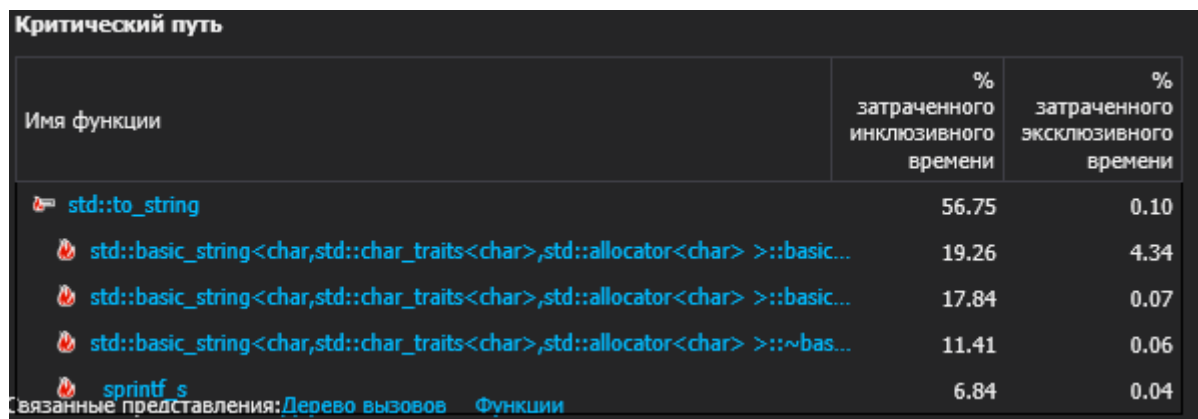 Критический путь
Имя функции
%
затраченного
инклюзивного
времени
%
затраченного
эксклюзивного
времени
std::to_string 56.75 0.10
std::basic_string<char,std::char_traits<char>,std::allocator<char> >::basic... 19.26 4.34
std::basic_string<char,std::char_traits<char>,std::allocator<char> >::basic... 17.84 0.07
std::basic_string<char,std::char_traits<char>,std::allocator<char> >::~bas... 11.41 0.06
sprintf_s 6.84 0.04
Связанные представления:Дерево вызовов Функции